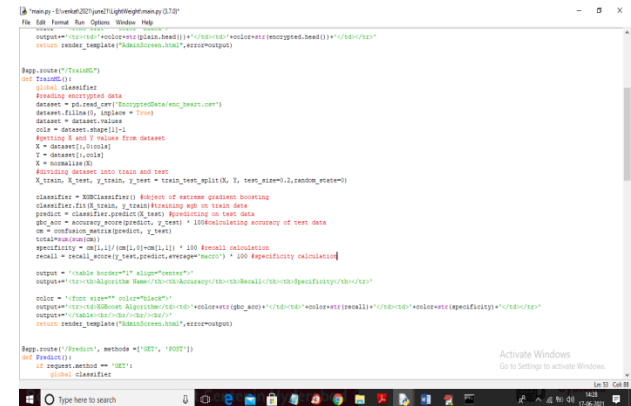 *main.py - E:\venkat\2021\june21\LightWeight\main.py (3.7.0)*
File Edit Format Run Options Window Help
output+='<tr><td>'+color+str(plain.head())+'</td><td>'+color+str(encrypted.head())+'</td></tr>'
return render_template("AdminScreen.html",error=output)
@app.route("/TrainML")
def TrainML():
global classifier
#reading encrtypted data
dataset = pd.read_csv('EncryptedData/enc_heart.csv')
dataset.fillna(0, inplace = True)
dataset = dataset.values
cols = dataset.shape[1]-1
#getting X and Y values from dataset
X = dataset[:,0:cols]
Y = dataset[:,cols]
X = normalize(X)
#dividing dataset into train and test
X_train, X_test, y_train, y_test = train_test_split(X, Y, test_size=0.2,random_state=0)
classifier = XGBClassifier() #object of extreme gradient boosting
classifier.fit(X_train, y_train)#training xgb on train data
predict = classifier.predict(X_test) #predicting on test data
gbc_acc = accuracy_score(predict, y_test) * 100#calculating accuracy of test data
cm = confusion_matrix(predict, y_test)
total=sum(sum(cm))
specificity = cm[1,1]/(cm[1,0]+cm[1,1]) * 100 #recall calculation
recall = recall_score(y_test,predict,average='macro') * 100 #specificity calculation
output = '<table border="1" align="center">'
output+='<tr><th>Algorithm Name</th><th>Accuracy</th><th>Recall</th><th>Specificity</th></tr>'
color = '<font size="" color="black">'
output+='<tr><td>XGBoost Algorithm</td><td>'+color+str(gbc_acc)+'</td><td>'+color+str(recall)+'</td><td>'+color+str(specificity)+'</td></tr>'
output+='</table><br/><br/><br/>'
return render_template("AdminScreen.html",error=output)
@app.route('/Predict', methods =['GET', 'POST'])
def Predict():
if request.method == 'GET':
global classifier
Activate Windows
Go to Settings to activate Windows.
Ln: 53 Col: 88
Type here to search
14:28
17-06-2021